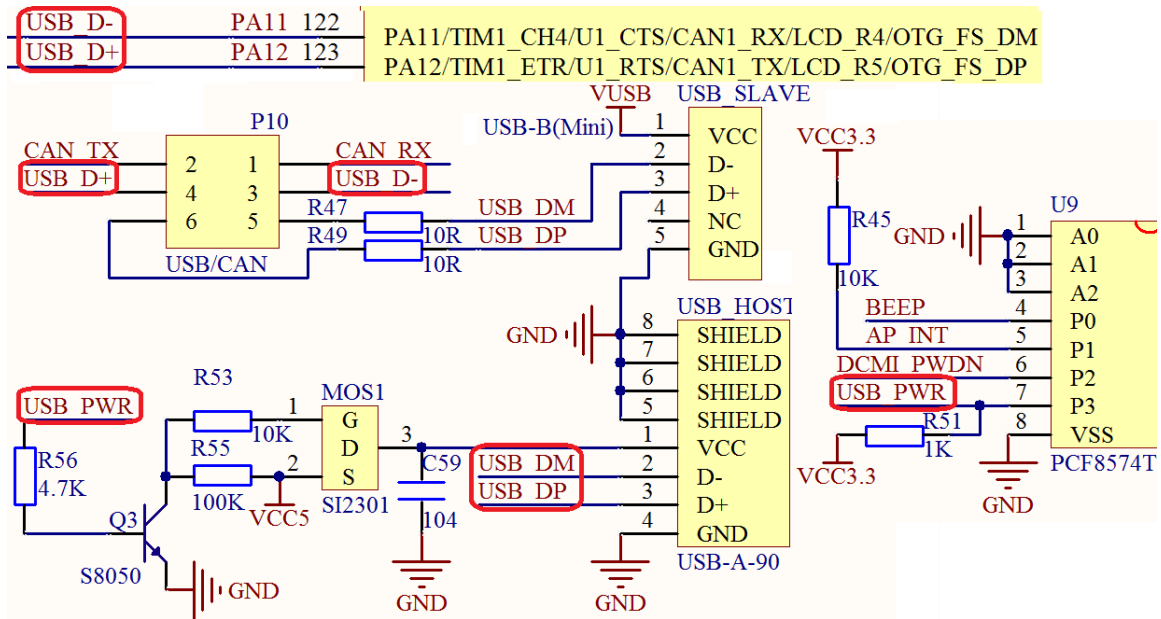 USB_D- PA11 122 PA11/TIM1_CH4/U1_CTS/CAN1_RX/LCD_R4/OTG_FS_DM
USB_D+ PA12 123 PA12/TIM1_ETR/U1_RTS/CAN1_TX/LCD_R5/OTG_FS_DP
P10
CAN_TX 2 1 CAN_RX
USB_D+ 4 3 USB_D-
6 5 R47 10R USB_DM
R49 10R USB_DP
USB/CAN
VUSB USB_SLAVE
USB-B(Mini)
1 VCC
2 D-
3 D+
4 NC
5 GND
USB_HOST
GND
8 SHIELD
7 SHIELD
6 SHIELD
5 SHIELD
1 VCC
USB_DM 2 D-
USB_DP 3 D+
4 GND
USB-A-90
GND
USB_PWR
R56
4.7K
Q3
S8050
GND
R53
10K
R55
100K
VCC5
MOS1
1 G
D 3
2 S
SI2301
C59
104
GND
VCC3.3
R45
10K
U9
GND 1 A0
2 A1
3 A2
BEEP 4 P0
AP_INT 5 P1
DCMI_PWDN 6 P2
USB_PWR 7 P3
R51
1K
VCC3.3
8 VSS
GND
PCF8574T